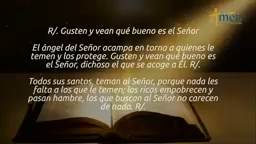 Amen
R/. Gusten y vean qué bueno es el Señor
El ángel del Señor acampa en torno a quienes le
temen y los protege. Gusten y vean qué bueno es
el Señor, dichoso el que se acoge a Él. R/.
Todos sus santos, teman al Señor, porque nada les
falta a los que le temen; los ricos empobrecen y
pasan hambre, los que buscan al Señor no carecen
de nada. R/.